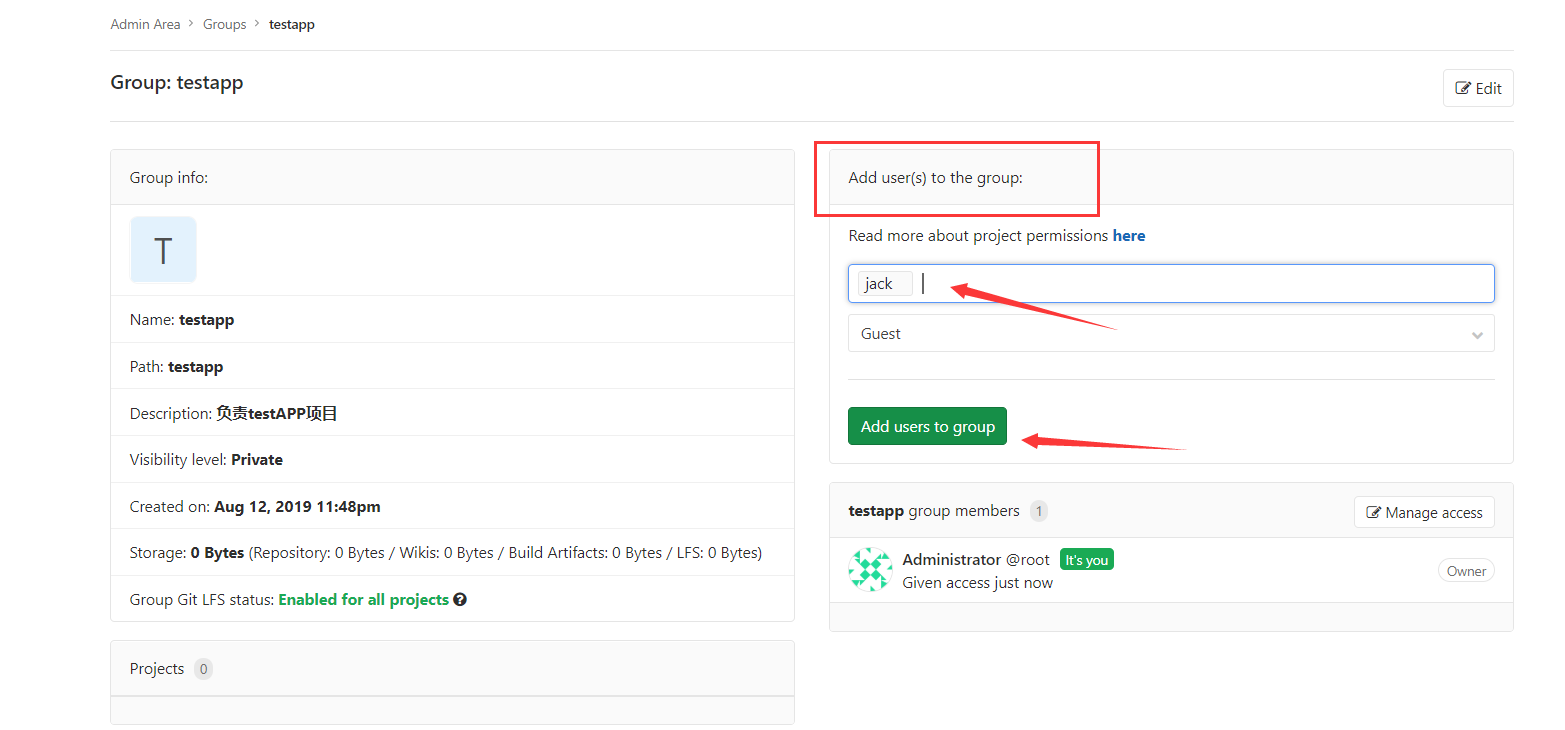 Admin Area > Groups > testapp
Group: testapp
Edit
Group info:
T
Name: testapp
Path: testapp
Description: 负责testAPP项目
Visibility level: Private
Created on: Aug 12, 2019 11:48pm
Storage: 0 Bytes (Repository: 0 Bytes / Wikis: 0 Bytes / Build Artifacts: 0 Bytes / LFS: 0 Bytes)
Group Git LFS status: Enabled for all projects
Projects 0
Add user(s) to the group:
Read more about project permissions here
jack
Guest
Add users to group
testapp group members 1
Manage access
Administrator @root It's you
Given access just now
Owner